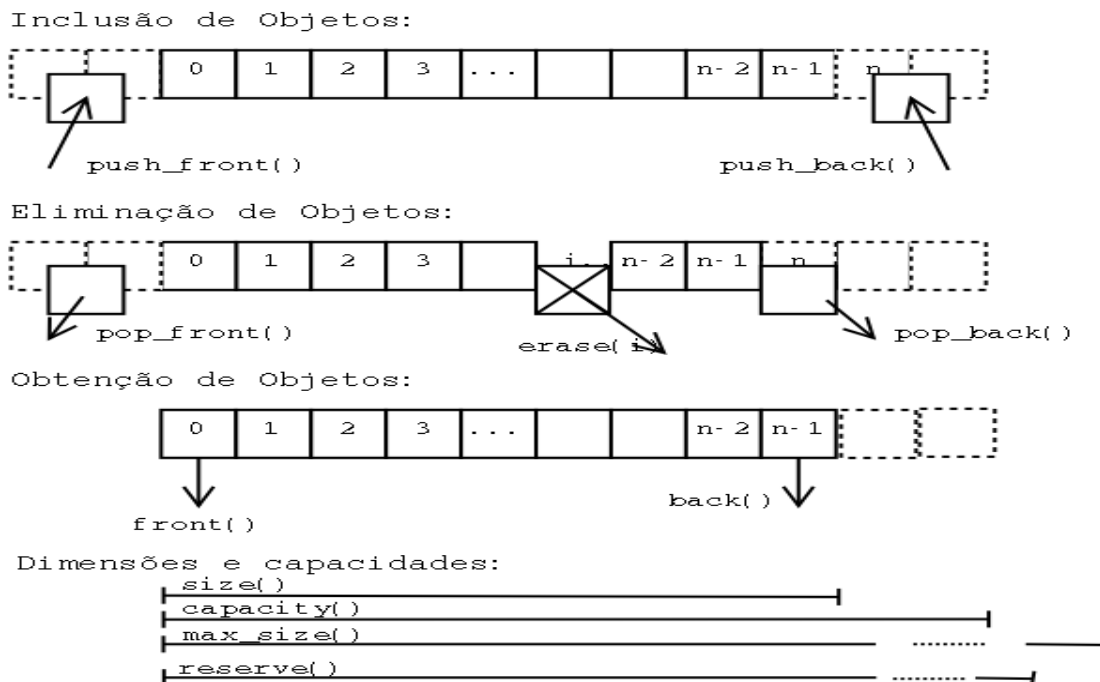 Inclusão de Objetos:
0 1 2 3 ... n-2 n-1 n
push_front() push_back()
Eliminação de Objetos:
0 1 2 3 i.. n-2 n-1 n
pop_front() erase(i) pop_back()
Obtenção de Objetos:
0 1 2 3 ... n-2 n-1
back()
front()
Dimensões e capacidades:
size()
capacity()
max_size()
reserve()